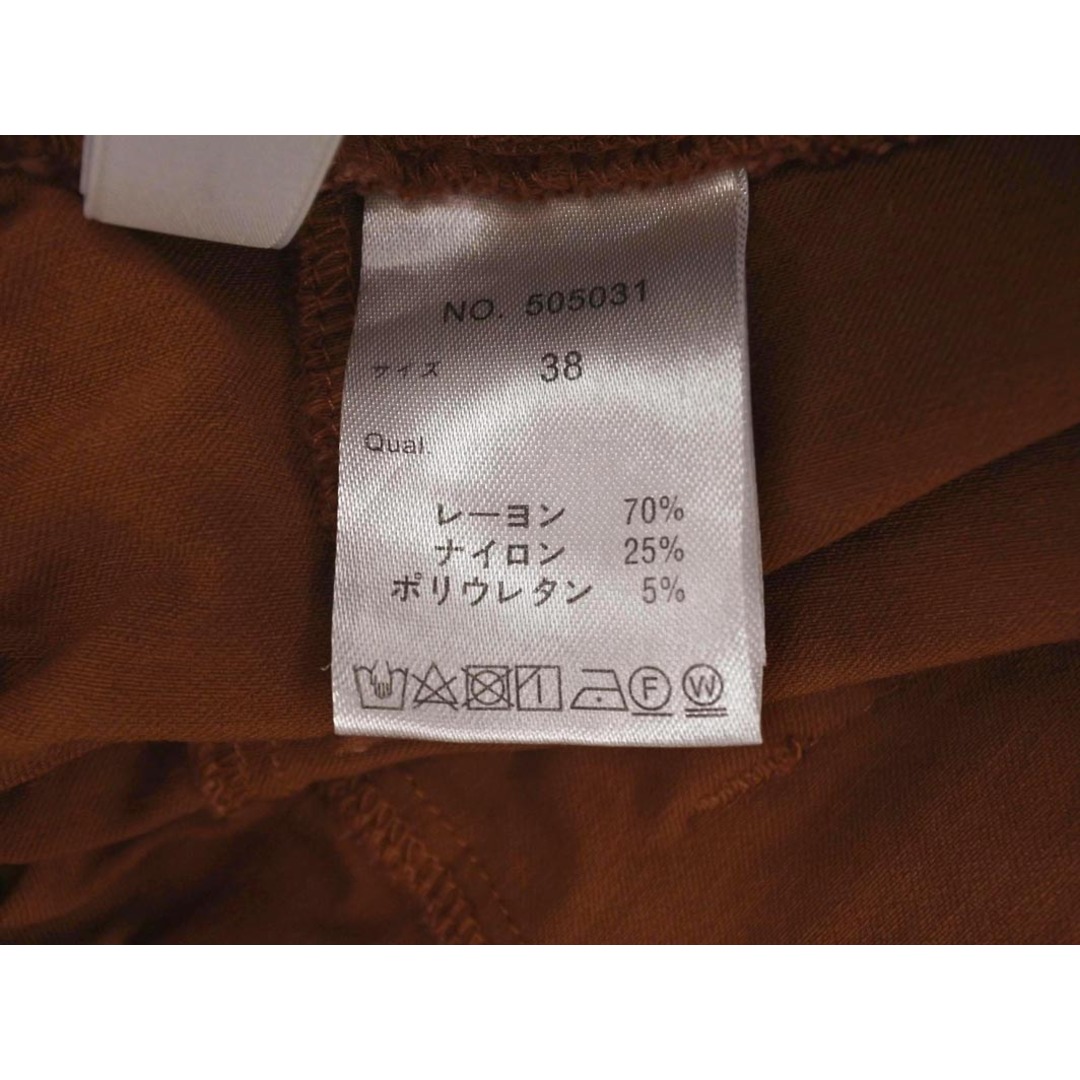 NO. 505031
サイズ 38
Qual
レーヨン 70%
ナイロン 25%
ポリウレタン 5%
F W